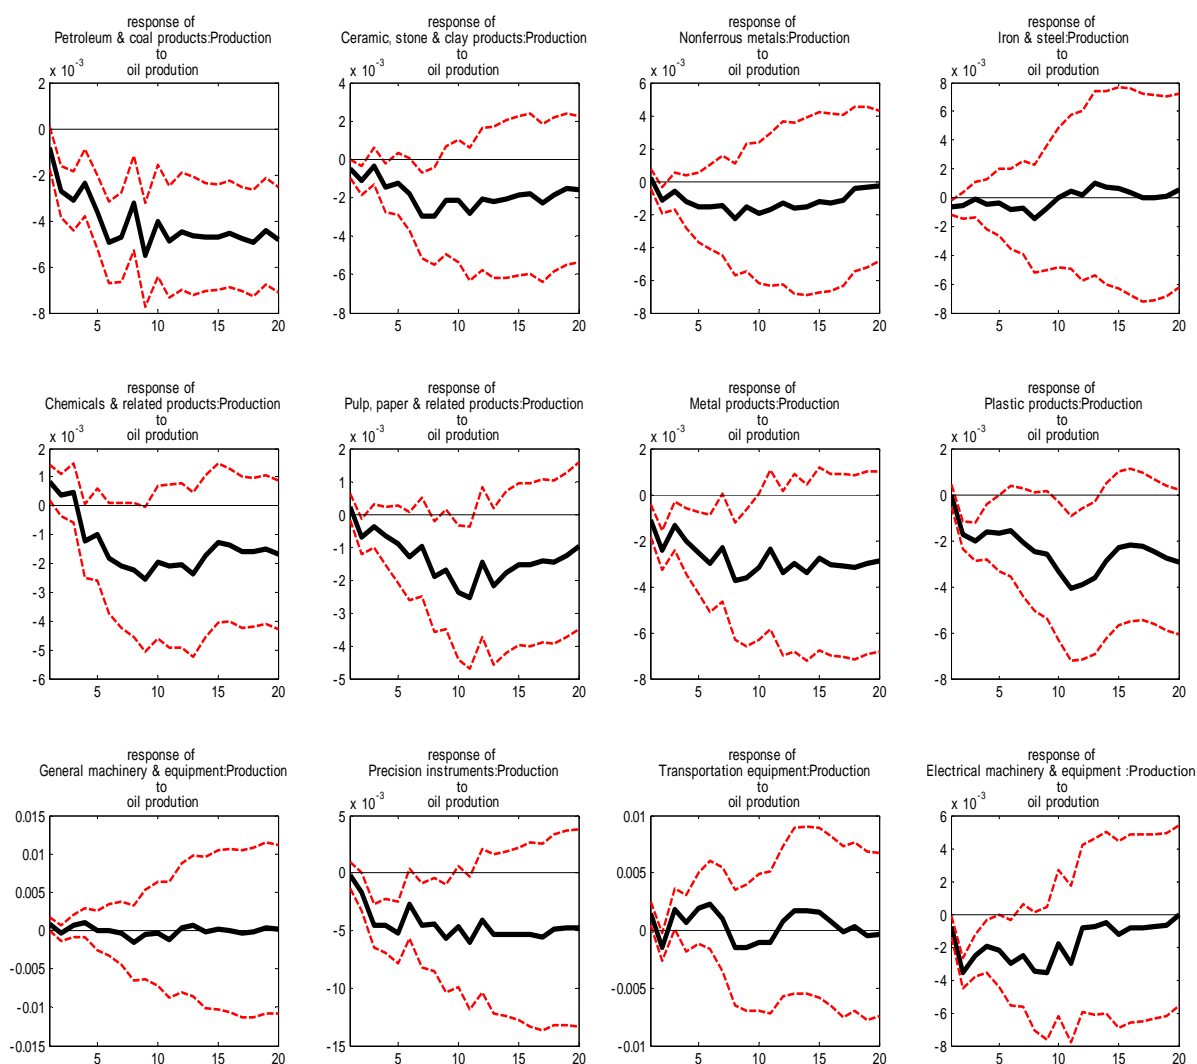 response of
Petroleum & coal products:Production
to
oil prodution
x 10^-3
2
0
-2
-4
-6
-8
5
10
15
20
response of
Ceramic, stone & clay products:Production
to
oil prodution
x 10^-3
4
2
0
-2
-4
-6
-8
5
10
15
20
response of
Nonferrous metals:Production
to
oil prodution
x 10^-3
6
4
2
0
-2
-4
-6
-8
5
10
15
20
response of
Iron & steel:Production
to
oil prodution
x 10^-3
8
6
4
2
0
-2
-4
-6
-8
5
10
15
20
response of
Chemicals & related products:Production
to
oil prodution
x 10^-3
2
1
0
-1
-2
-3
-4
-5
-6
5
10
15
20
response of
Pulp, paper & related products:Production
to
oil prodution
x 10^-3
2
1
0
-1
-2
-3
-4
-5
5
10
15
20
response of
Metal products:Production
to
oil prodution
x 10^-3
2
0
-2
-4
-6
-8
5
10
15
20
response of
Plastic products:Production
to
oil prodution
x 10^-3
2
0
-2
-4
-6
-8
5
10
15
20
response of
General machinery & equipment:Production
to
oil prodution
0.015
0.01
0.005
0
-0.005
-0.01
-0.015
5
10
15
20
response of
Precision instruments:Production
to
oil prodution
x 10^-3
5
0
-5
-10
-15
5
10
15
20
response of
Transportation equipment:Production
to
oil prodution
0.01
0.005
0
-0.005
-0.01
5
10
15
20
response of
Electrical machinery & equipment :Production
to
oil prodution
x 10^-3
6
4
2
0
-2
-4
-6
-8
5
10
15
20